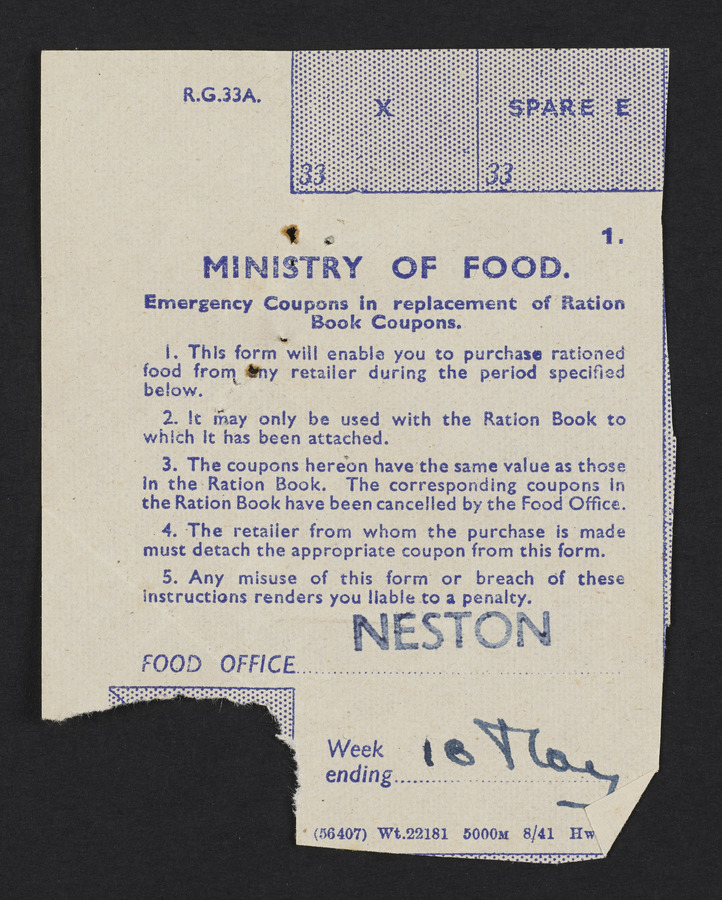 R.G.33A.
X
SPARE E
33
33
1.
MINISTRY OF FOOD.
Emergency Coupons in replacement of Ration
Book Coupons.
1. This form will enable you to purchase rationed
food from any retailer during the period specified
below.
2. It may only be used with the Ration Book to
which it has been attached.
3. The coupons hereon have the same value as those
in the Ration Book. The corresponding coupons in
the Ration Book have been cancelled by the Food Office.
4. The retailer from whom the purchase is made
must detach the appropriate coupon from this form.
5. Any misuse of this form or breach of these
instructions renders you liable to a penalty.
NESTON
FOOD OFFICE
Week
ending 18 May
(56407) Wt.22181 5000M 8/41 Hw